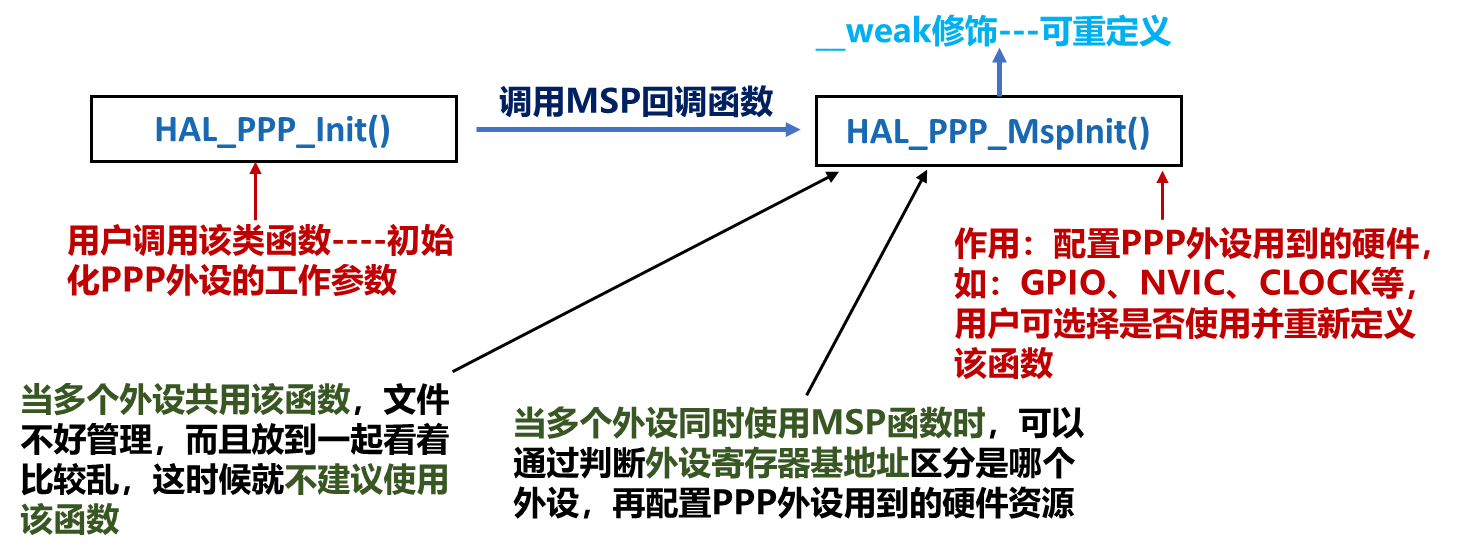 __weak修饰---可重定义
调用MSP回调函数
HAL_PPP_Init()
HAL_PPP_MspInit()
用户调用该类函数----初始
化PPP外设的工作参数
作用：配置PPP外设用到的硬件，
如：GPIO、NVIC、CLOCK等，
用户可选择是否使用并重新定义
该函数
当多个外设共用该函数，文件
不好管理，而且放到一起看着
比较乱，这时候就不建议使用
该函数
当多个外设同时使用MSP函数时，可以
通过判断外设寄存器基地址区分是哪个
外设，再配置PPP外设用到的硬件资源